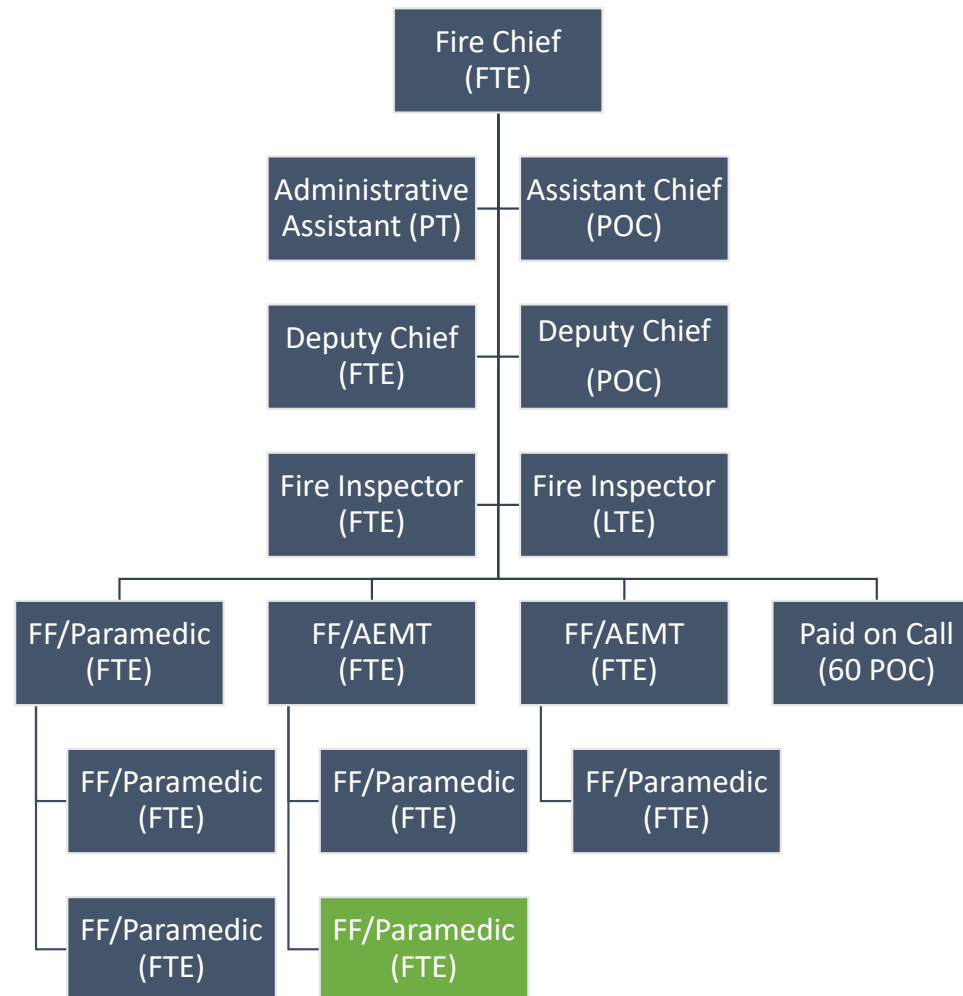 Fire Chief
(FTE)
Administrative
Assistant (PT)
Assistant Chief
(POC)
Deputy Chief
(FTE)
Deputy Chief
(POC)
Fire Inspector
(FTE)
Fire Inspector
(LTE)
FF/Paramedic
(FTE)
FF/AEMT
(FTE)
FF/AEMT
(FTE)
Paid on Call
(60 POC)
FF/Paramedic
(FTE)
FF/Paramedic
(FTE)
FF/Paramedic
(FTE)
FF/Paramedic
(FTE)
FF/Paramedic
(FTE)